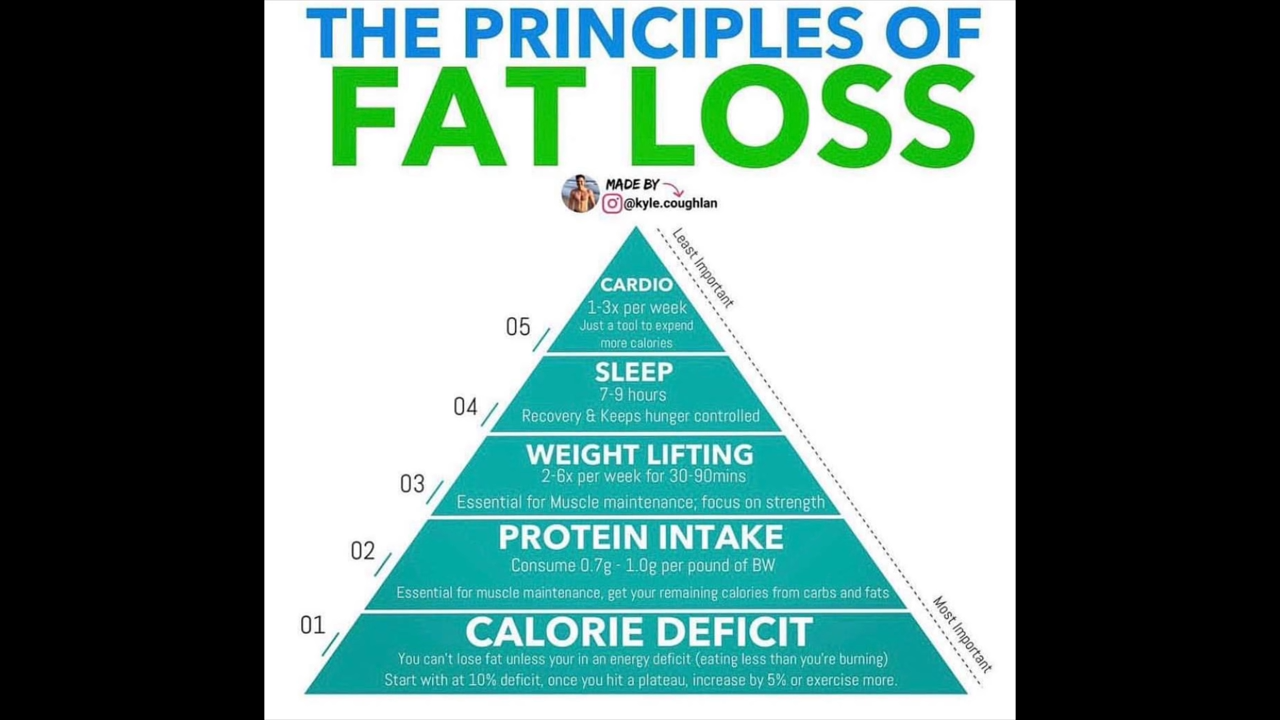 THE PRINCIPLES OF
FAT LOSS
MADE BY
@kyle.coughlan
Least Important
CARDIO
1-3x per week
Just a tool to expend
more calories
05
SLEEP
7-9 hours
Recovery & Keeps hunger controlled
04
WEIGHT LIFTING
2-6x per week for 30-90mins
Essential for Muscle maintenance; focus on strength
03
PROTEIN INTAKE
Consume 0.7g - 1.0g per pound of BW
Essential for muscle maintenance, get your remaining calories from carbs and fats
02
Most Important
CALORIE DEFICIT
You can't lose fat unless your in an energy deficit (eating less than you're burning)
Start with at 10% deficit, once you hit a plateau, increase by 5% or exercise more.
01